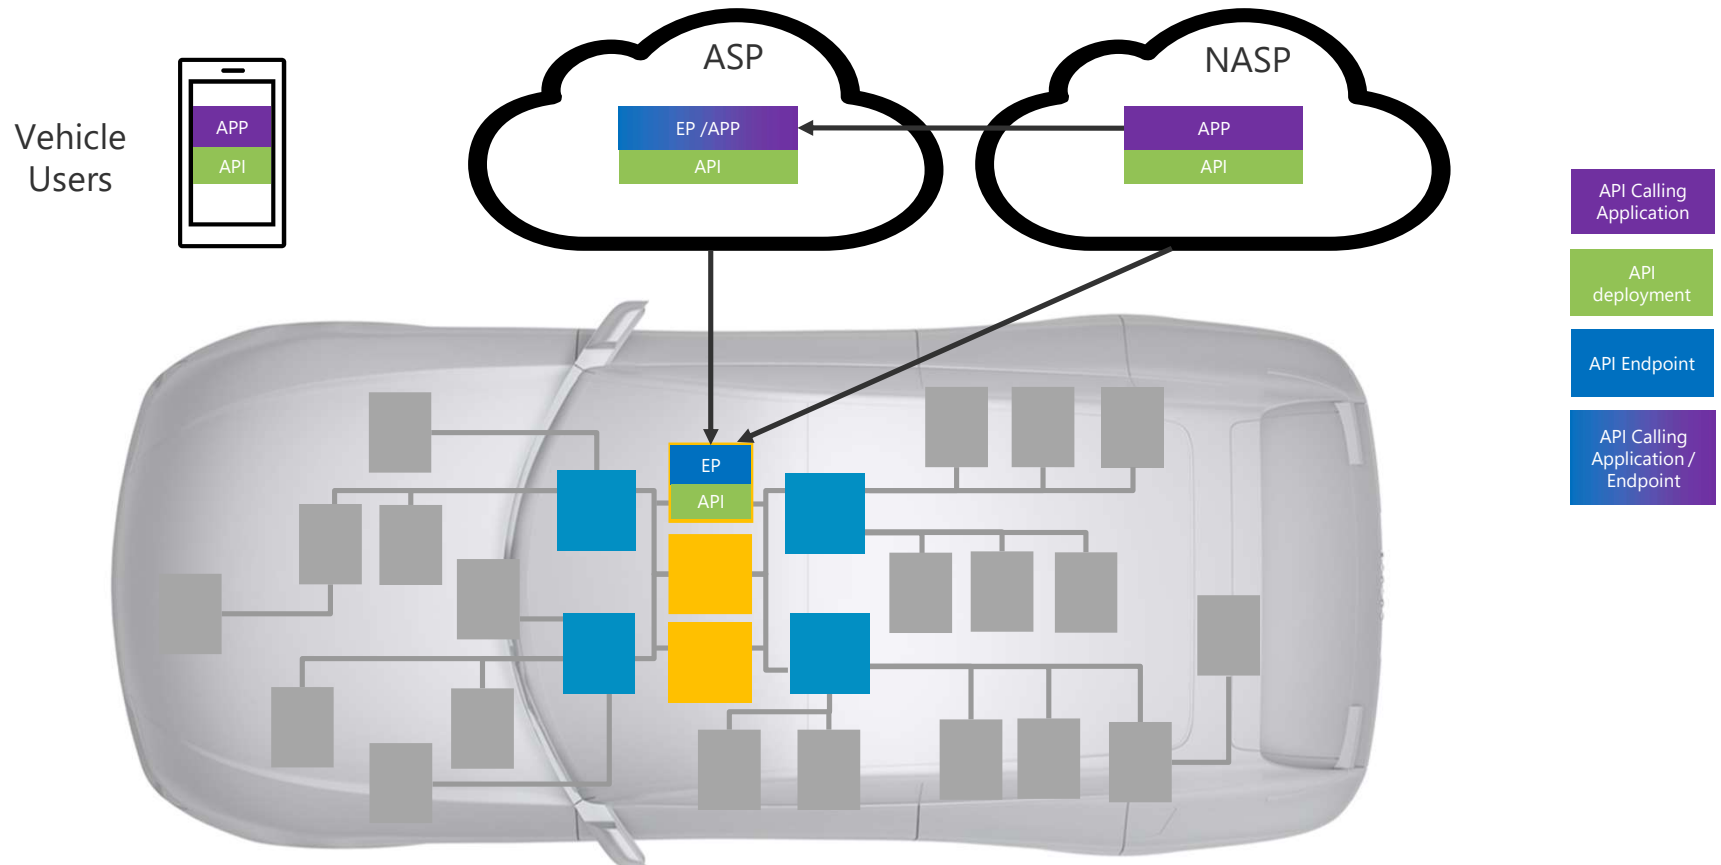 Vehicle
Users
APP
API
ASP
EP /APP
API
NASP
APP
API
EP
API
API Calling
Application
API
deployment
API Endpoint
API Calling
Application /
Endpoint